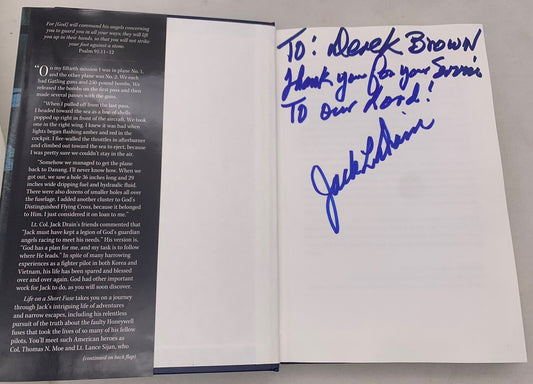 For [God] will command his angels concerning
you to guard you in all your ways; they will lift
you up in their hands, so that you will not strike
your foot against a stone.
Psalm 91:11–12
"On my fiftieth mission I was in plane No. 1,
and the other plane was No. 2. We each
had Gatling guns and 250-pound bombs. We
released the bombs on the first pass and then
made several passes with the guns.
"When I pulled off from the last pass,
I headed toward the sea as a line of shells
popped up right in front of the aircraft. We took
one in the right wing. I knew it was bad when
lights began flashing amber and red in the
cockpit. I fire-walled the throttles in afterburner
and climbed out toward the sea to eject, because
I was pretty sure we couldn't stay in the air.
"Somehow we managed to get the plane
back to Danang. I'll never know how. When we
got out, we saw a hole 36 inches long and 29
inches wide dripping fuel and hydraulic fluid.
There were also dozens of smaller holes all over
the fuselage. I added another cluster to God's
Distinguished Flying Cross, because it belonged
to Him. I just considered it on loan to me."
Lt. Col. Jack Drain's friends commented that
"Jack must have kept a legion of God's guardian
angels racing to meet his needs." His version is,
"God has a plan for me, and my task is to follow
where He leads." In spite of many harrowing
experiences as a fighter pilot in both Korea and
Vietnam, his life has been spared and blessed
over and over again. God had other important
work for Jack to do, as you will soon discover.
Life on a Short Fuse takes you on a journey
through Jack's intriguing life of adventures
and narrow escapes, including his relentless
pursuit of the truth about the faulty Honeywell
fuses that took the lives of so many of his fellow
pilots. You'll meet such American heroes as
Col. Thomas N. Moe and Lt. Lance Sijan, who
(continued on back flap)
To: Derek Brown
Thank you for your Service
To our Lord!
Jack L Drain